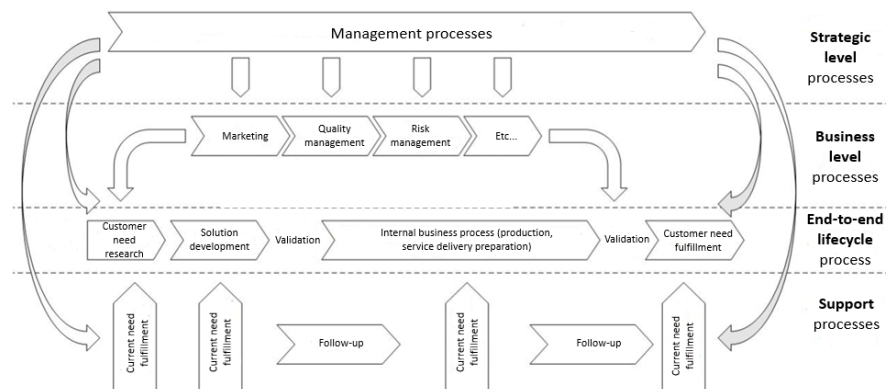 Management processes
Strategic
level
processes
Marketing
Quality
management
Risk
management
Etc...
Business
level
processes
Customer
need
research
Solution
development
Validation
Internal business process (production,
service delivery preparation)
Validation
Customer need
fulfillment
End-to-end
lifecycle
process
Current need
fulfillment
Current need
fulfillment
Follow-up
Current need
fulfillment
Follow-up
Current need
fulfillment
Support
processes